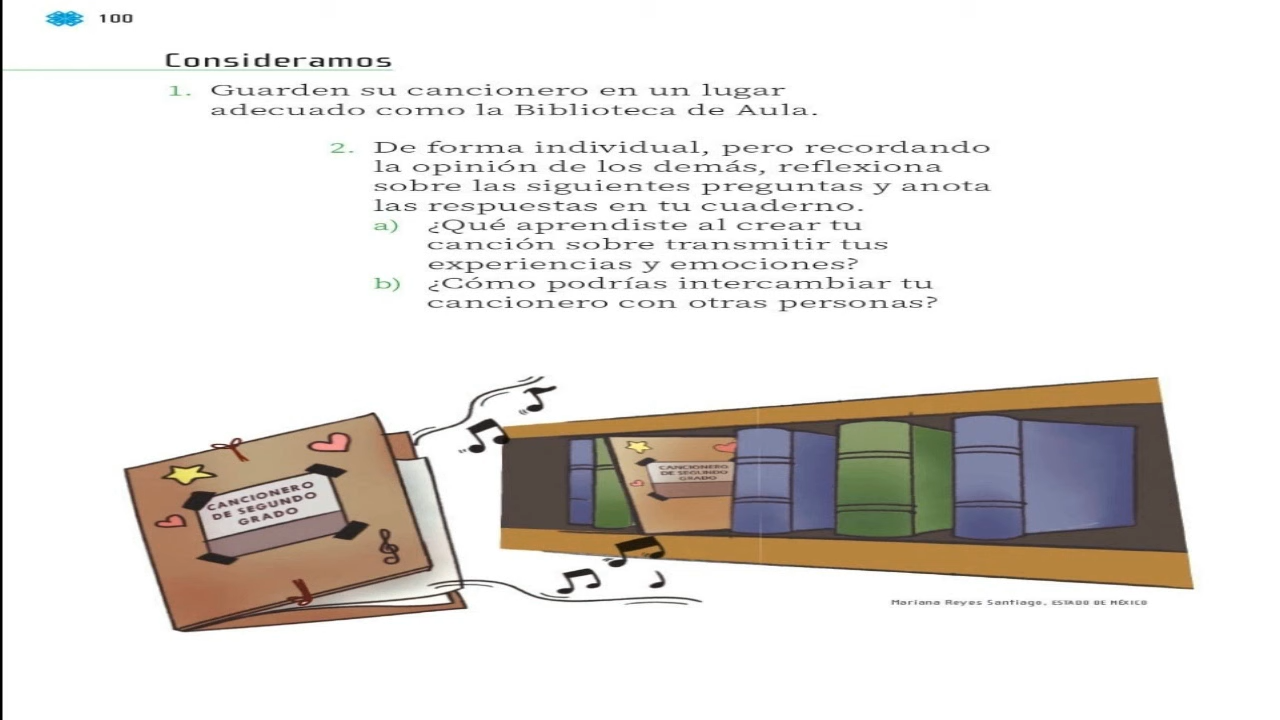 100
Consideramos
1. Guarden su cancionero en un lugar
adecuado como la Biblioteca de Aula.
2. De forma individual, pero recordando
la opinión de los demás, reflexiona
sobre las siguientes preguntas y anota
las respuestas en tu cuaderno.
a) ¿Qué aprendiste al crear tu
canción sobre transmitir tus
experiencias y emociones?
b) ¿Cómo podrías intercambiar tu
cancionero con otras personas?
CANCIONERO
DE SEGUNDO
GRADO
CANCIONERO
DE SEGUNDO
GRADO
Mariana Reyes Santiago, ESTADO DE MÉXICO